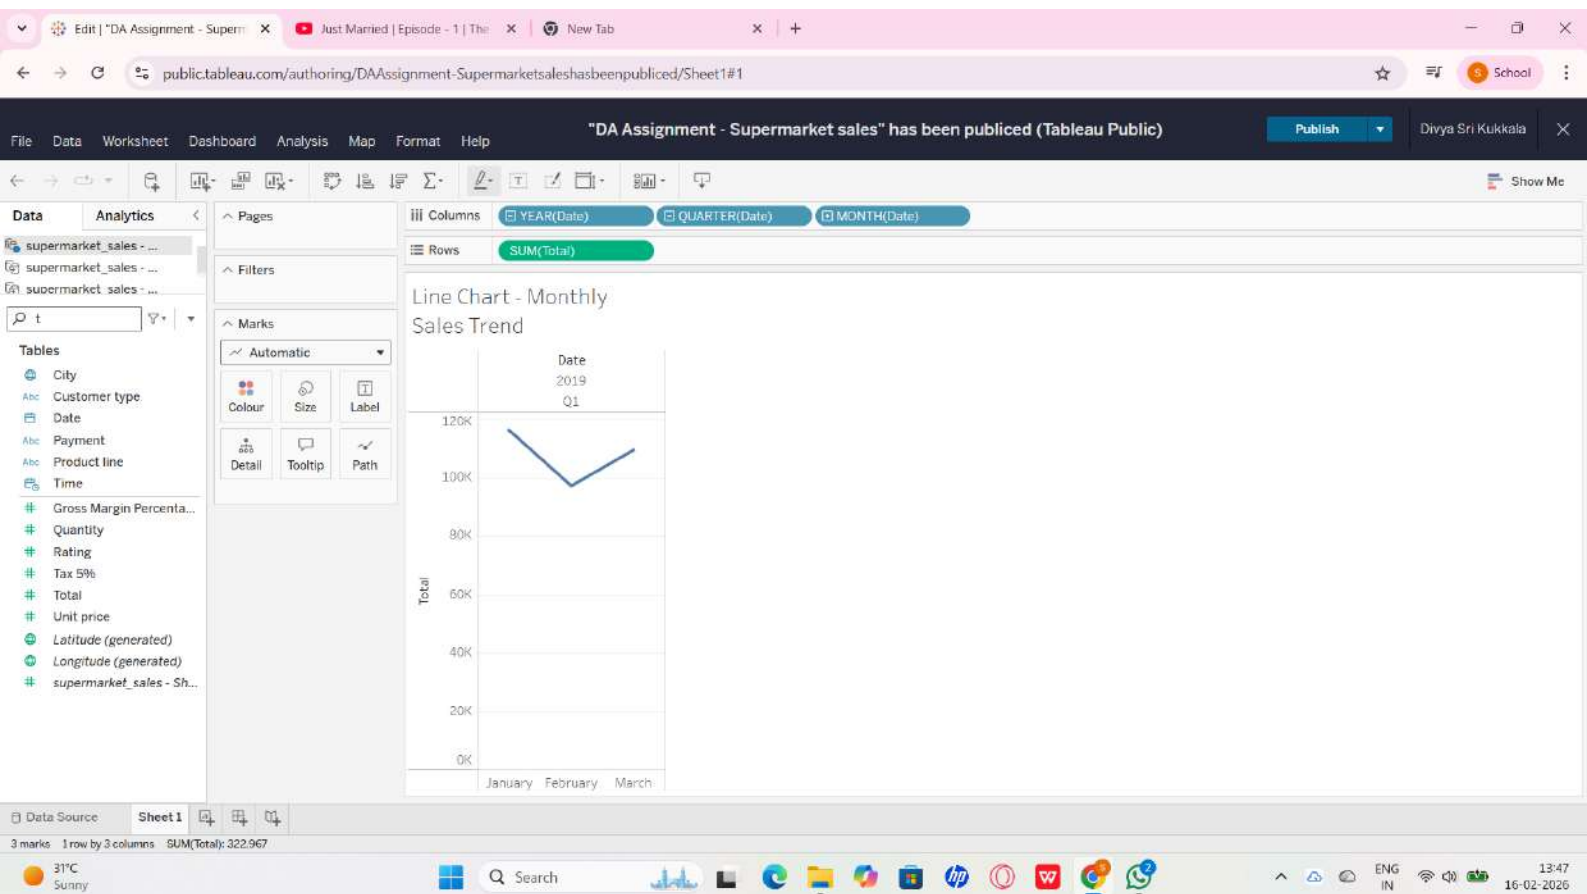 Edit | "DA Assignment - Superm
Just Married | Episode - 1 | The
New Tab
public.tableau.com/authoring/DAAssignment-Supermarketsaleshasbeenpubliced/Sheet1#1
S
School
File Data Worksheet Dashboard Analysis Map Format Help
"DA Assignment - Supermarket sales" has been publiced (Tableau Public)
Publish
Divya Sri Kukkala
Show Me
Data Analytics
supermarket_sales - ...
supermarket_sales - ...
supermarket_sales - ...
t
Tables
City
Abc Customer type
Date
Abc Payment
Abc Product line
Time
# Gross Margin Percenta...
# Quantity
# Rating
# Tax 5%
# Total
# Unit price
Latitude (generated)
Longitude (generated)
# supermarket_sales - Sh...
Pages
Filters
Marks
Automatic
Colour Size Label
Detail Tooltip Path
Columns YEAR(Date) QUARTER(Date) MONTH(Date)
Rows SUM(Total)
Line Chart - Monthly
Sales Trend
Date
2019
Q1
120K
100K
80K
60K
40K
20K
0K
Total
January February March
Data Source Sheet 1
3 marks 1 row by 3 columns SUM(Total): 322,967
31°C
Sunny
Search
hp
W
2
ENG
IN
13:47
16-02-2026